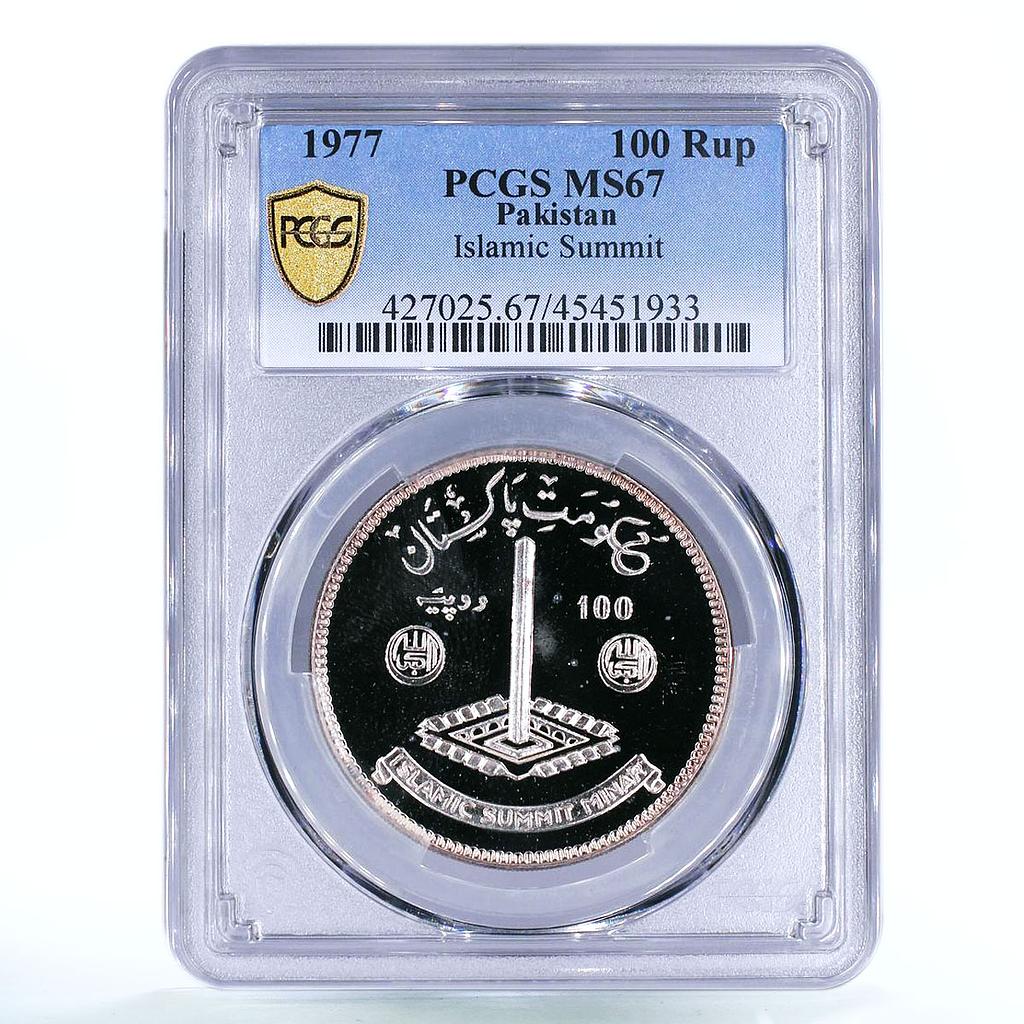 1977 100 Rup
PCGS MS67
Pakistan
Islamic Summit
PCGS
427025.67/45451933
حکومتِ پاکستان
روپیہ 100
ISLAMIC SUMMIT MINAR